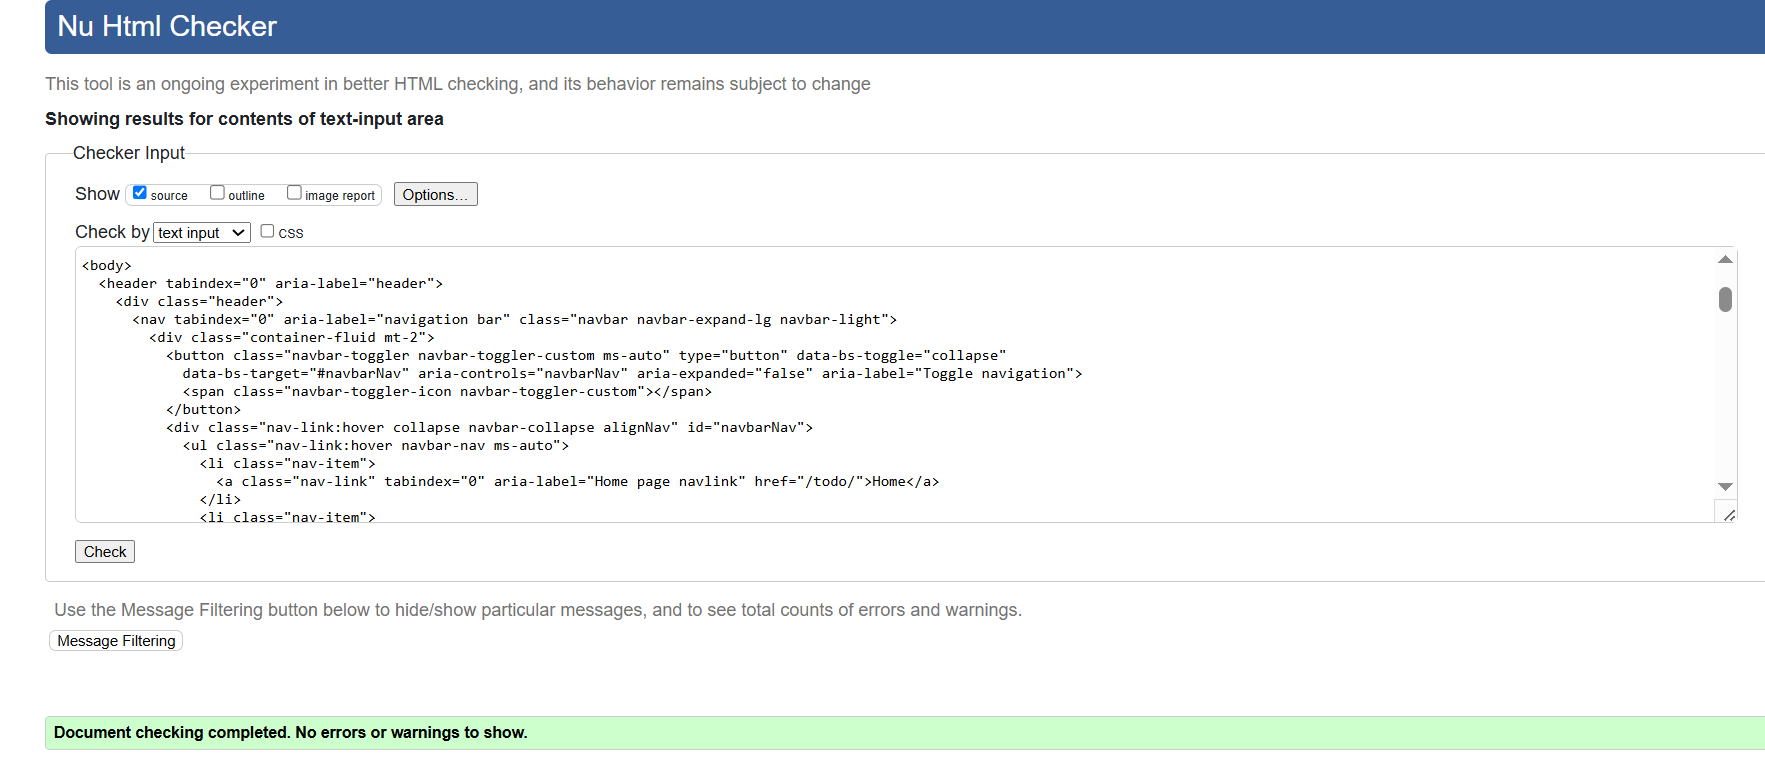 Nu Html Checker
This tool is an ongoing experiment in better HTML checking, and its behavior remains subject to change
Showing results for contents of text-input area
Checker Input
Show source outline image report Options...
Check by text input CSS
<body>
<header tabindex="0" aria-label="header">
<div class="header">
<nav tabindex="0" aria-label="navigation bar" class="navbar navbar-expand-lg navbar-light">
<div class="container-fluid mt-2">
<button class="navbar-toggler navbar-toggler-custom ms-auto" type="button" data-bs-toggle="collapse"
data-bs-target="#navbarNav" aria-controls="navbarNav" aria-expanded="false" aria-label="Toggle navigation">
<span class="navbar-toggler-icon navbar-toggler-custom"></span>
</button>
<div class="nav-link:hover collapse navbar-collapse alignNav" id="navbarNav">
<ul class="nav-link:hover navbar-nav ms-auto">
<li class="nav-item">
<a class="nav-link" tabindex="0" aria-label="Home page navlink" href="/todo/">Home</a>
</li>
<li class="nav-item">
Check
Use the Message Filtering button below to hide/show particular messages, and to see total counts of errors and warnings.
Message Filtering
Document checking completed. No errors or warnings to show.